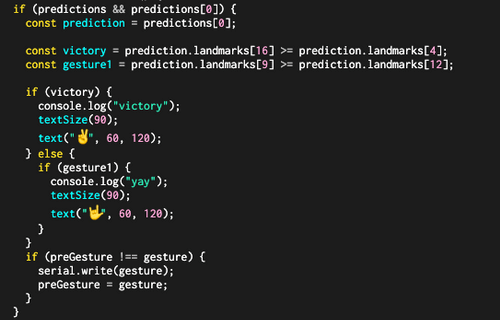 if (predictions && predictions[0]) {
const prediction = predictions[0];
const victory = prediction.landmarks[16] >= prediction.landmarks[4];
const gesture1 = prediction.landmarks[9] >= prediction.landmarks[12];
if (victory) {
console.log("victory");
textSize(90);
text("✌️", 60, 120);
} else {
if (gesture1) {
console.log("yay");
textSize(90);
text("🤟", 60, 120);
}
}
if (preGesture !== gesture) {
serial.write(gesture);
preGesture = gesture;
}
}